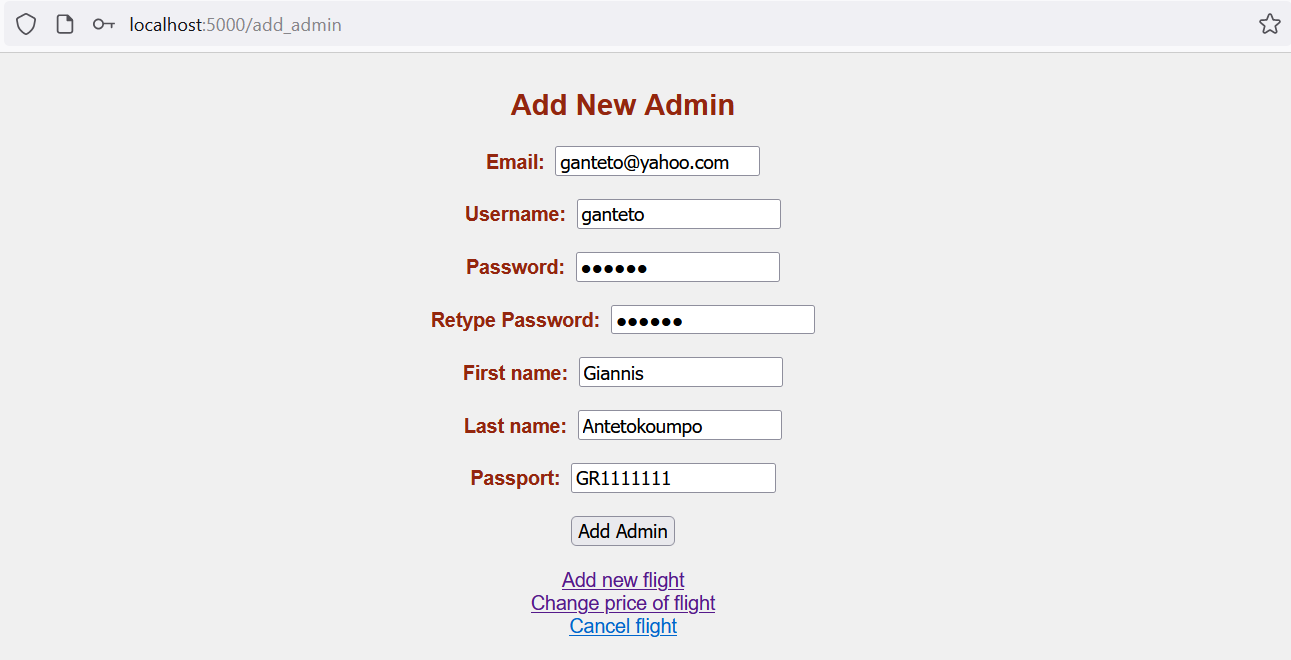 localhost:5000/add_admin
Add New Admin
Email: ganteto@yahoo.com
Username: ganteto
Password: ●●●●●●
Retype Password: ●●●●●●
First name: Giannis
Last name: Antetokoumpo
Passport: GR1111111
Add Admin
Add new flight
Change price of flight
Cancel flight